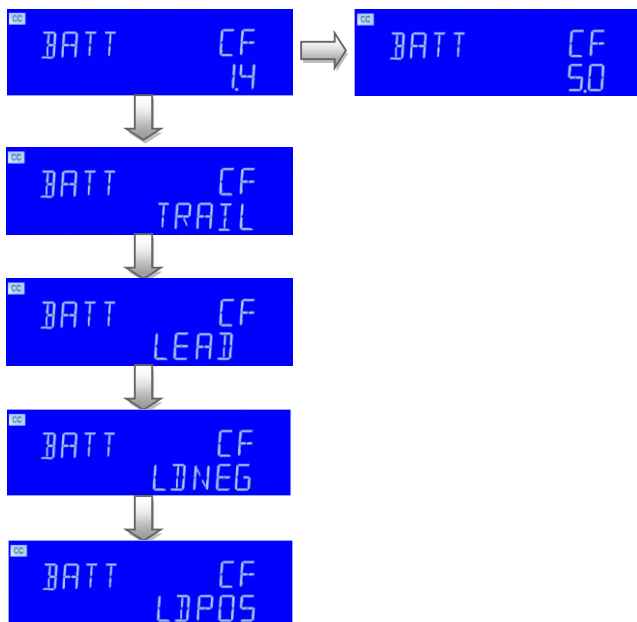 CC
BATT CF
1.4
CC
BATT CF
5.0
CC
BATT CF
TRAIL
CC
BATT CF
LEAD
CC
BATT CF
LDNEG
CC
BATT CF
LDPOS